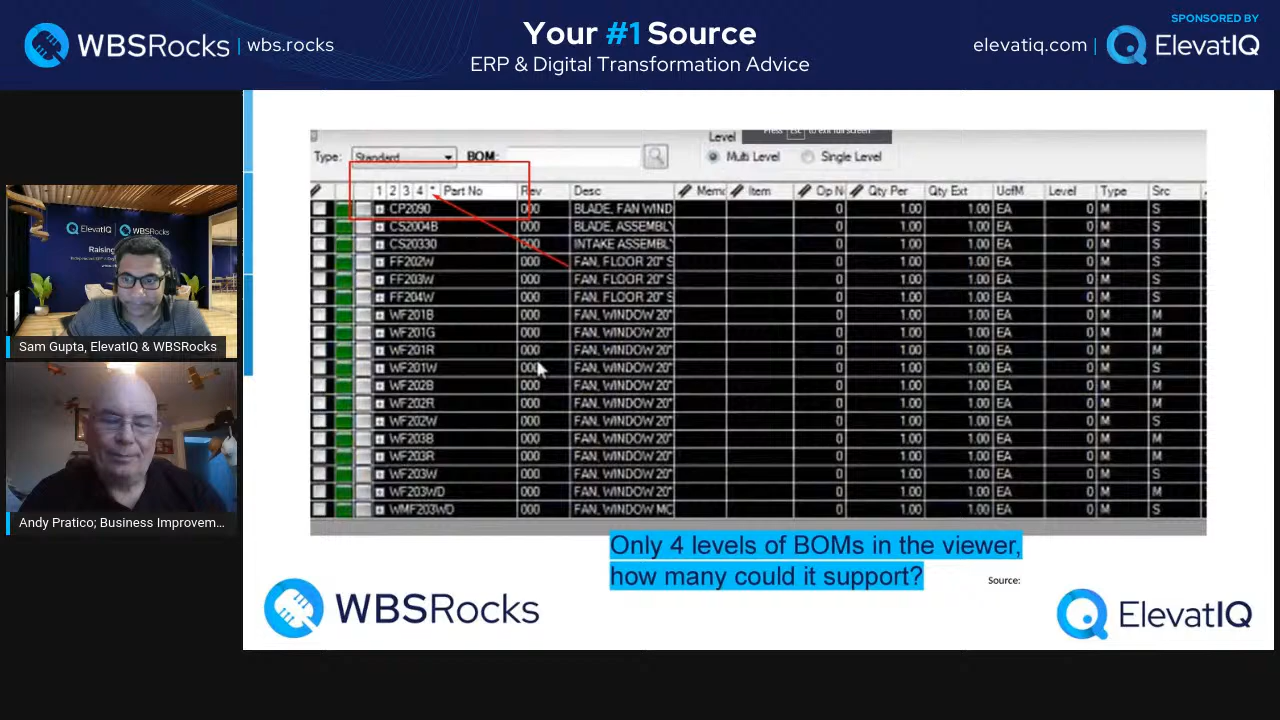 WBSRocks | wbs.rocks
Your #1 Source
ERP & Digital Transformation Advice
SPONSORED BY
elevatiq.com | ElevatIQ
ElevatIQ WBSRocks
Sam Gupta, ElevatIQ & WBSRocks
Andy Pratico; Business Improvem...
Press Esc to exit full screen
Level
Type: Standard BOM: Multi Level Single Level
1 2 3 4 * Part No Rev Desc Memo Item Op N Qty Per Qty Ext UofM Level Type Src
CP2090 000 BLADE, FAN WIND 0 1.00 1.00 EA 0 M S
CS2004B 000 BLADE, ASSEMBLY 0 1.00 1.00 EA 0 M S
CS20330 000 INTAKE ASSEMBL 0 1.00 1.00 EA 0 M S
FF202W 000 FAN, FLOOR 20" S 0 1.00 1.00 EA 0 M S
FF203W 000 FAN, FLOOR 20" S 0 1.00 1.00 EA 0 M S
FF204W 000 FAN, FLOOR 20" S 0 1.00 1.00 EA 0 M S
WF201B 000 FAN, WINDOW 20" 0 1.00 1.00 EA 0 M M
WF201G 000 FAN, WINDOW 20" 0 1.00 1.00 EA 0 M M
WF201R 000 FAN, WINDOW 20" 0 1.00 1.00 EA 0 M M
WF201W 000 FAN, WINDOW 20" 0 1.00 1.00 EA 0 M S
WF202B 000 FAN, WINDOW 20" 0 1.00 1.00 EA 0 M M
WF202R 000 FAN, WINDOW 20" 0 1.00 1.00 EA 0 M M
WF202W 000 FAN, WINDOW 20" 0 1.00 1.00 EA 0 M S
WF203B 000 FAN, WINDOW 20" 0 1.00 1.00 EA 0 M M
WF203R 000 FAN, WINDOW 20" 0 1.00 1.00 EA 0 M M
WF203W 000 FAN, WINDOW 20" 0 1.00 1.00 EA 0 M S
WF203WD 000 FAN, WINDOW 20" 0 1.00 1.00 EA 0 M M
WMF203WD 000 FAN, WINDOW MC 0 1.00 1.00 EA 0 M S
Only 4 levels of BOMs in the viewer,
how many could it support?
Source:
WBSRocks
ElevatIQ